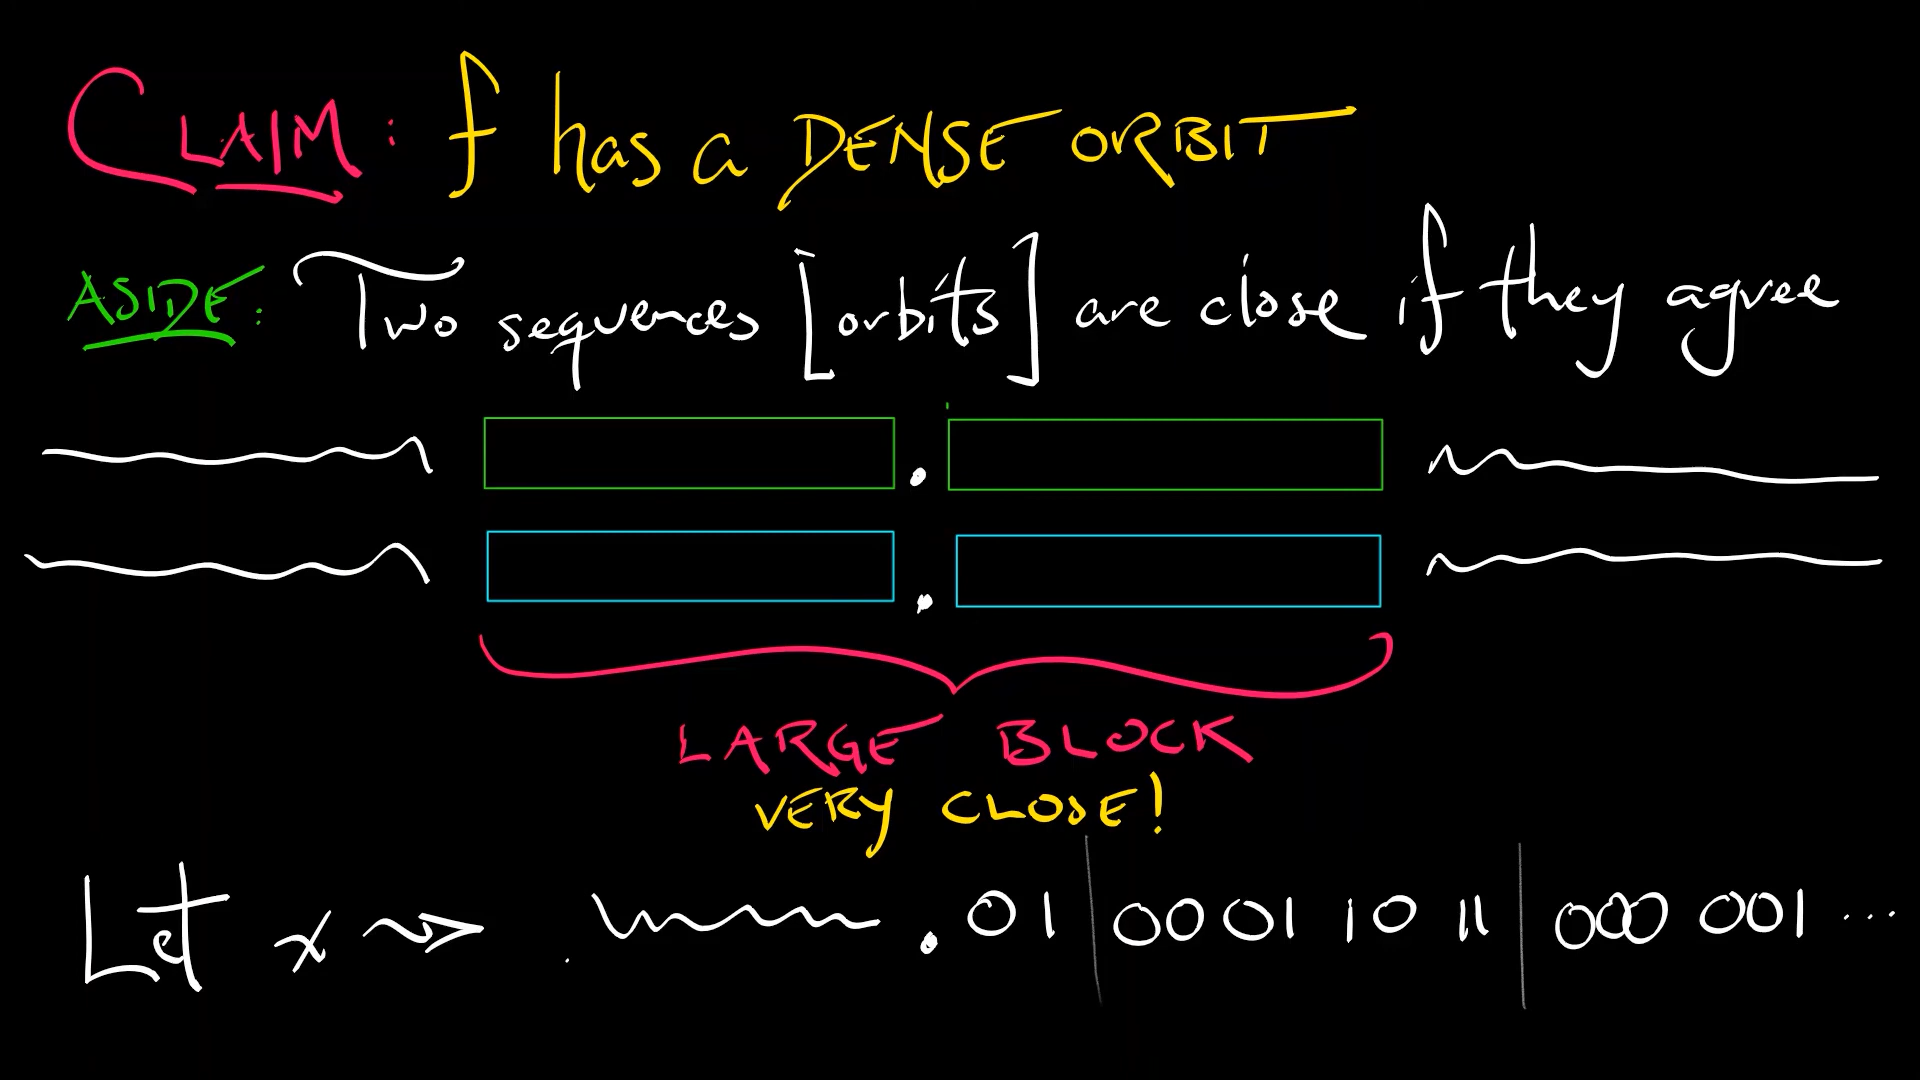 CLAIM: f has a DENSE ORBIT
ASIDE: Two sequences [orbits] are close if they agree
.
.
LARGE BLOCK
VERY CLOSE!
Let x ⇝ . 01 | 00 01 10 11 | 000 001 ...